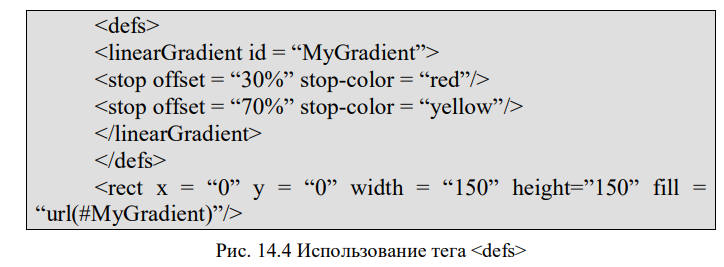 <defs>
<linearGradient id = “MyGradient”>
<stop offset = “30%” stop-color = “red”/>
<stop offset = “70%” stop-color = “yellow”/>
</linearGradient>
</defs>
<rect x = “0” y = “0” width = “150” height=”150” fill =
“url(#MyGradient)”/>
Рис. 14.4 Использование тега <defs>